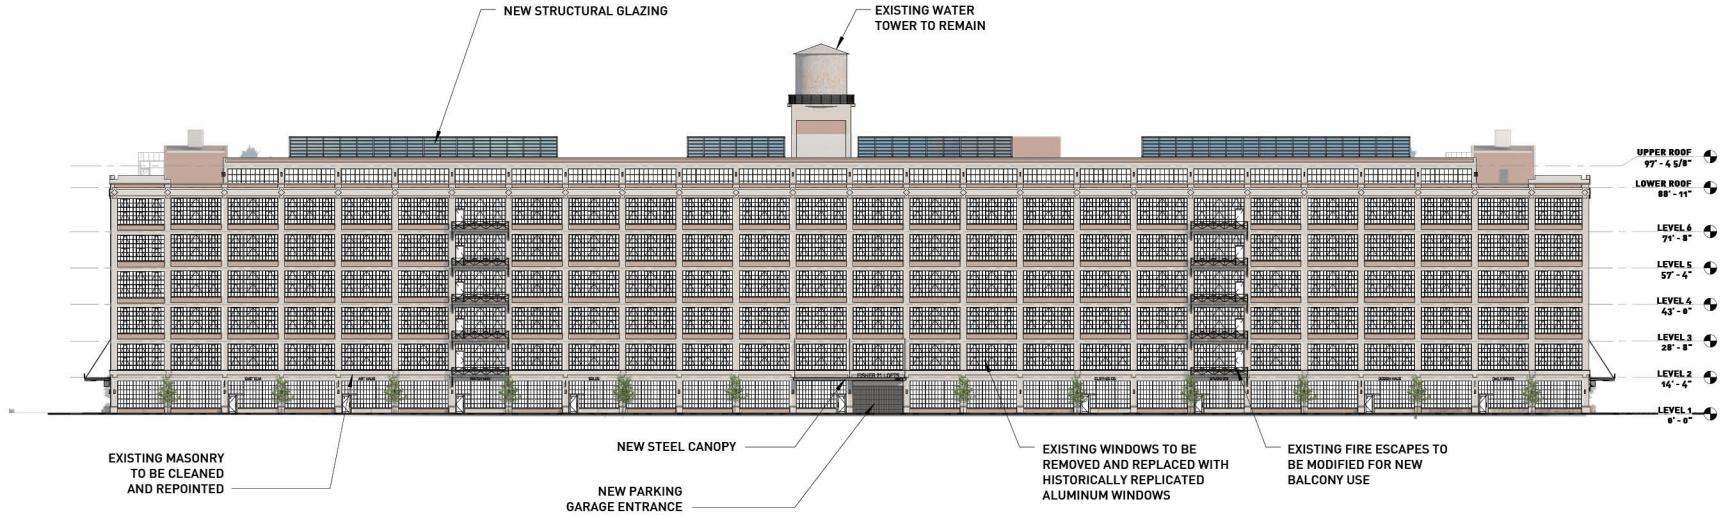 NEW STRUCTURAL GLAZING
EXISTING WATER
TOWER TO REMAIN
UPPER ROOF
97' - 4 5/8"
LOWER ROOF
88' - 11"
LEVEL 6
71' - 8"
LEVEL 5
57' - 4"
LEVEL 4
43' - 0"
LEVEL 3
28' - 8"
LEVEL 2
14' - 4"
LEVEL 1
0' - 0"
FISHER 21 LOFTS
NEW STEEL CANOPY
EXISTING MASONRY
TO BE CLEANED
AND REPOINTED
NEW PARKING
GARAGE ENTRANCE
EXISTING WINDOWS TO BE
REMOVED AND REPLACED WITH
HISTORICALLY REPLICATED
ALUMINUM WINDOWS
EXISTING FIRE ESCAPES TO
BE MODIFIED FOR NEW
BALCONY USE